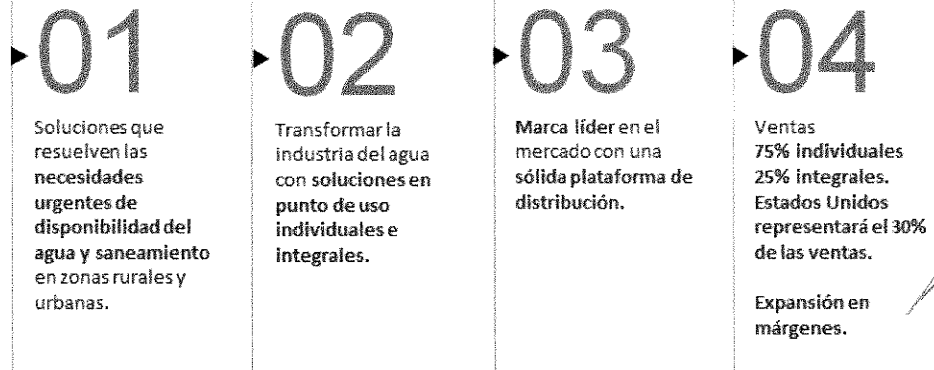 01
Soluciones que
resuelven las
necesidades
urgentes de
disponibilidad del
agua y saneamiento
en zonas rurales y
urbanas.
02
Transformar la
industria del agua
con soluciones en
punto de uso
individuales e
integrales.
03
Marca líder en el
mercado con una
sólida plataforma de
distribución.
04
Ventas
75% individuales
25% integrales.
Estados Unidos
representará el 30%
de las ventas.
Expansión en
márgenes.